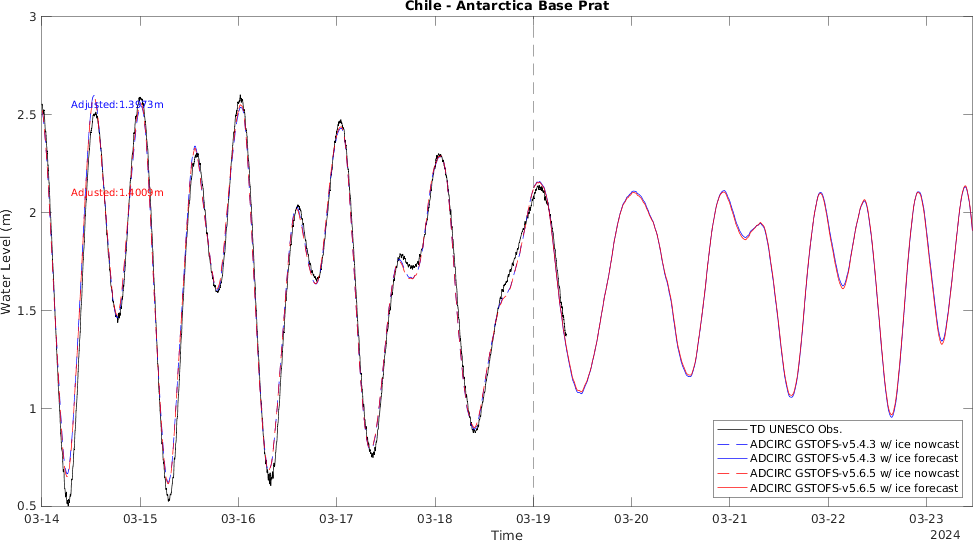 Chile - Antarctica Base Prat
3
2.5
2
1.5
1
0.5
Water Level (m)
Adjusted:1.3973m
Adjusted:1.4009m
TD UNESCO Obs.
ADCIRC GSTOFS-v5.4.3 w/ ice nowcast
ADCIRC GSTOFS-v5.4.3 w/ ice forecast
ADCIRC GSTOFS-v5.6.5 w/ ice nowcast
ADCIRC GSTOFS-v5.6.5 w/ ice forecast
03-14 03-15 03-16 03-17 03-18 03-19 03-20 03-21 03-22 03-23
Time
2024